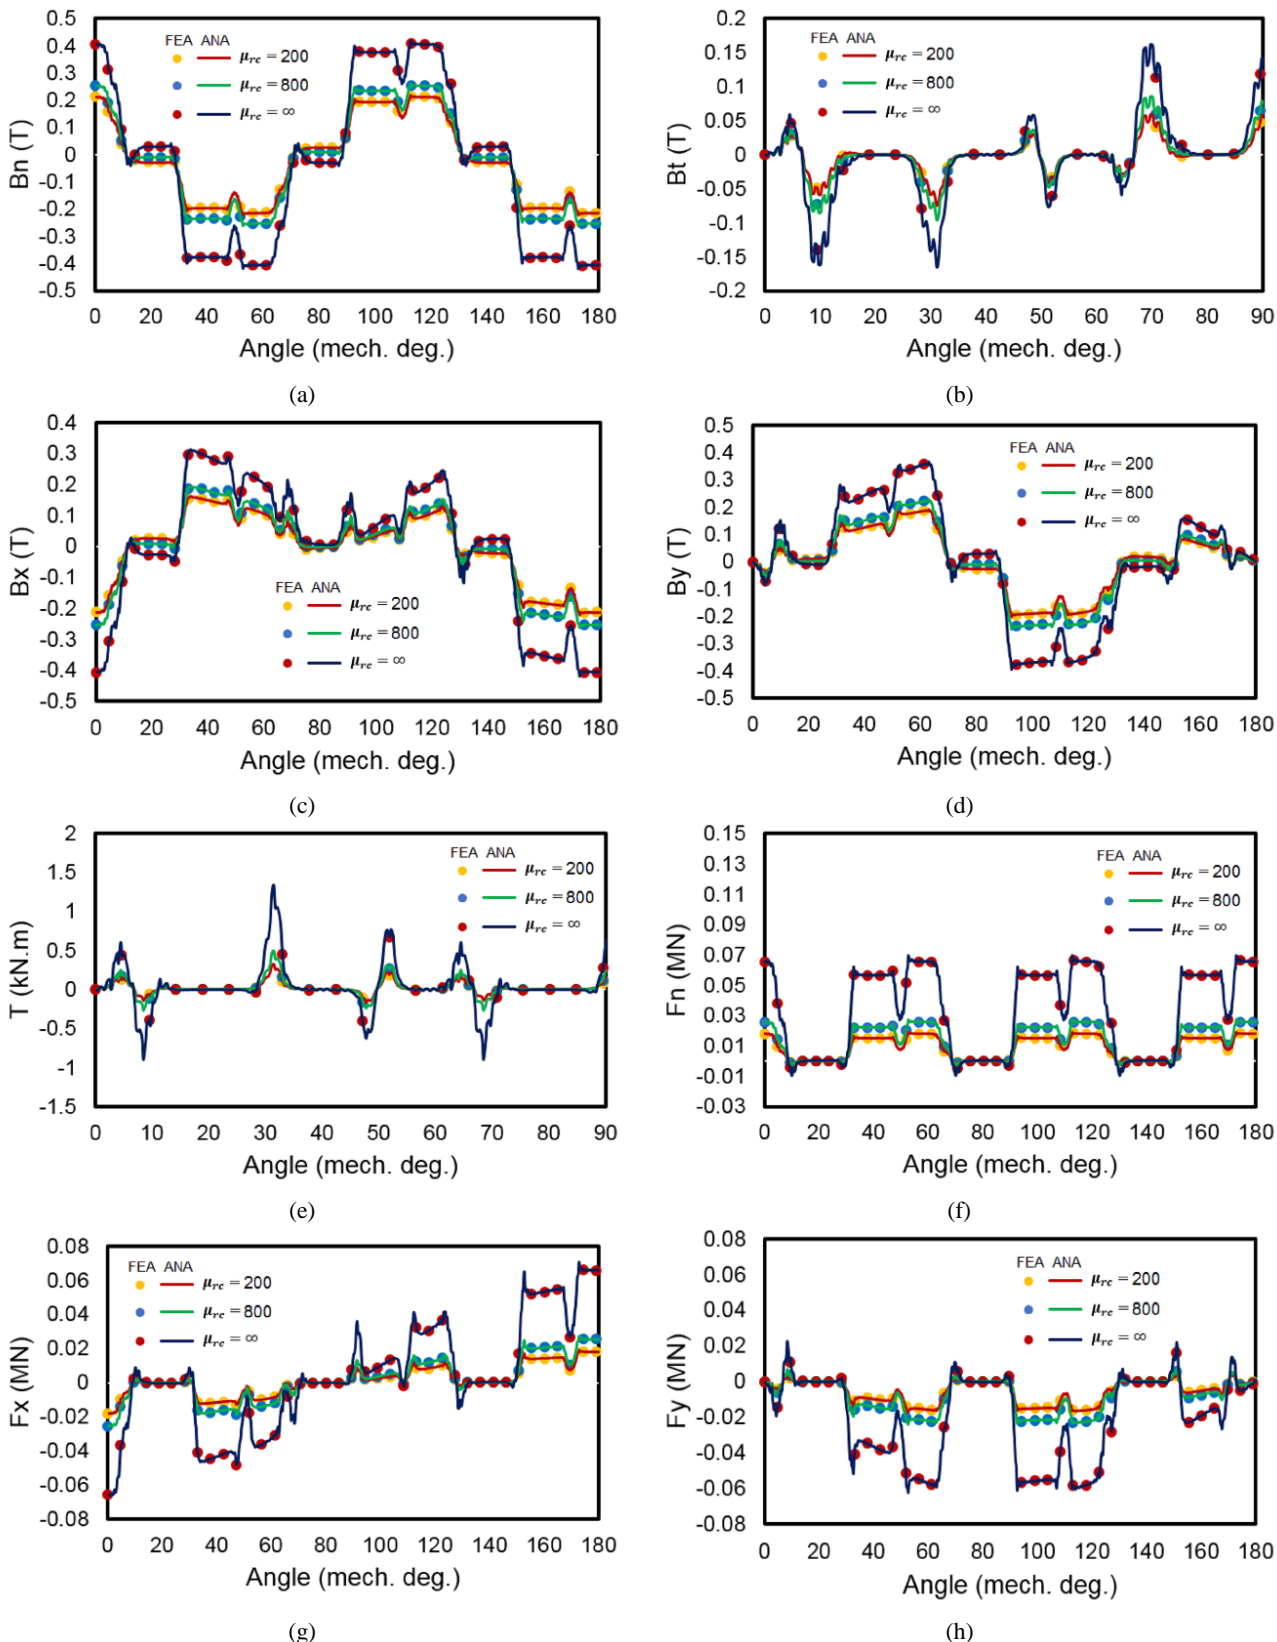 0.5
0.4
0.3
0.2
0.1
0
-0.1
-0.2
-0.3
-0.4
-0.5
Bn (T)
FEA ANA
μrc = 200
μrc = 800
μrc = ∞
0 20 40 60 80 100 120 140 160 180
Angle (mech. deg.)
(a)
0.2
0.15
0.1
0.05
0
-0.05
-0.1
-0.15
-0.2
Bt (T)
FEA ANA
μrc = 200
μrc = 800
μrc = ∞
0 10 20 30 40 50 60 70 80 90
Angle (mech. deg.)
(b)
0.4
0.3
0.2
0.1
0
-0.1
-0.2
-0.3
-0.4
-0.5
Bx (T)
FEA ANA
μrc = 200
μrc = 800
μrc = ∞
0 20 40 60 80 100 120 140 160 180
Angle (mech. deg.)
(c)
0.5
0.4
0.3
0.2
0.1
0
-0.1
-0.2
-0.3
-0.4
-0.5
By (T)
FEA ANA
μrc = 200
μrc = 800
μrc = ∞
0 20 40 60 80 100 120 140 160 180
Angle (mech. deg.)
(d)
2
1.5
1
0.5
0
-0.5
-1
-1.5
T (kN.m)
FEA ANA
μrc = 200
μrc = 800
μrc = ∞
0 10 20 30 40 50 60 70 80 90
Angle (mech. deg.)
(e)
0.15
0.13
0.11
0.09
0.07
0.05
0.03
0.01
-0.01
-0.03
Fn (MN)
FEA ANA
μrc = 200
μrc = 800
μrc = ∞
0 20 40 60 80 100 120 140 160 180
Angle (mech. deg.)
(f)
0.08
0.06
0.04
0.02
0
-0.02
-0.04
-0.06
-0.08
Fx (MN)
FEA ANA
μrc = 200
μrc = 800
μrc = ∞
0 20 40 60 80 100 120 140 160 180
Angle (mech. deg.)
(g)
0.08
0.06
0.04
0.02
0
-0.02
-0.04
-0.06
-0.08
Fy (MN)
FEA ANA
μrc = 200
μrc = 800
μrc = ∞
0 20 40 60 80 100 120 140 160 180
Angle (mech. deg.)
(h)